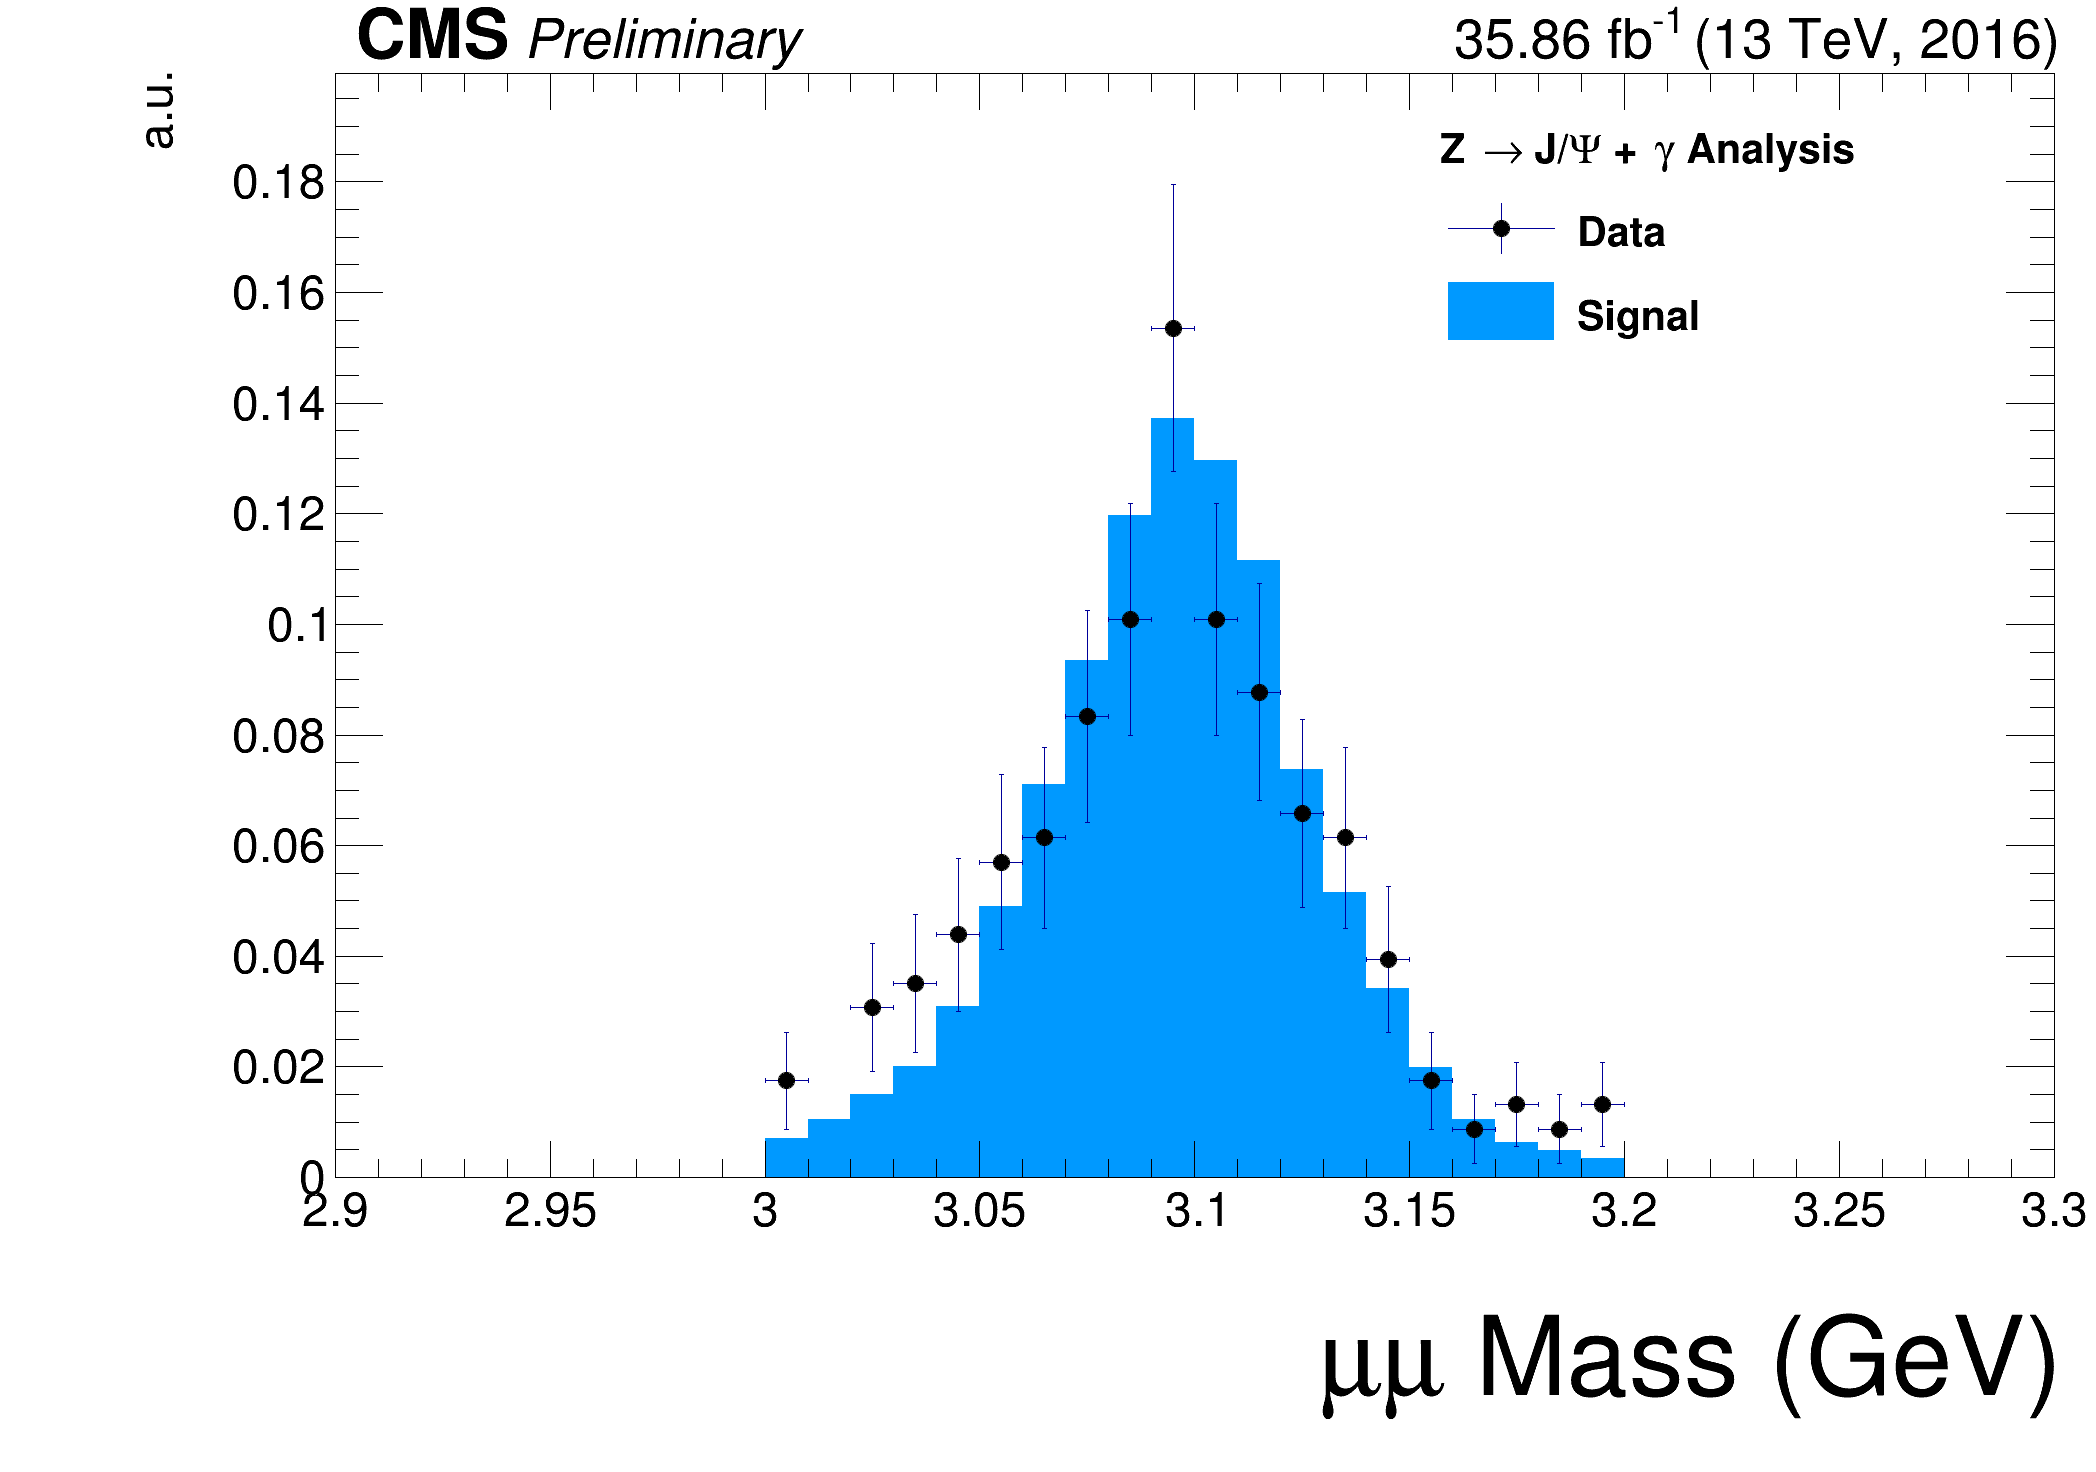 CMS Preliminary 35.86 fb⁻¹ (13 TeV, 2016)
a.u.
Z → J/Ψ + γ Analysis
Data
Signal
0.18
0.16
0.14
0.12
0.1
0.08
0.06
0.04
0.02
0
2.9 2.95 3 3.05 3.1 3.15 3.2 3.25 3.3
μμ Mass (GeV)